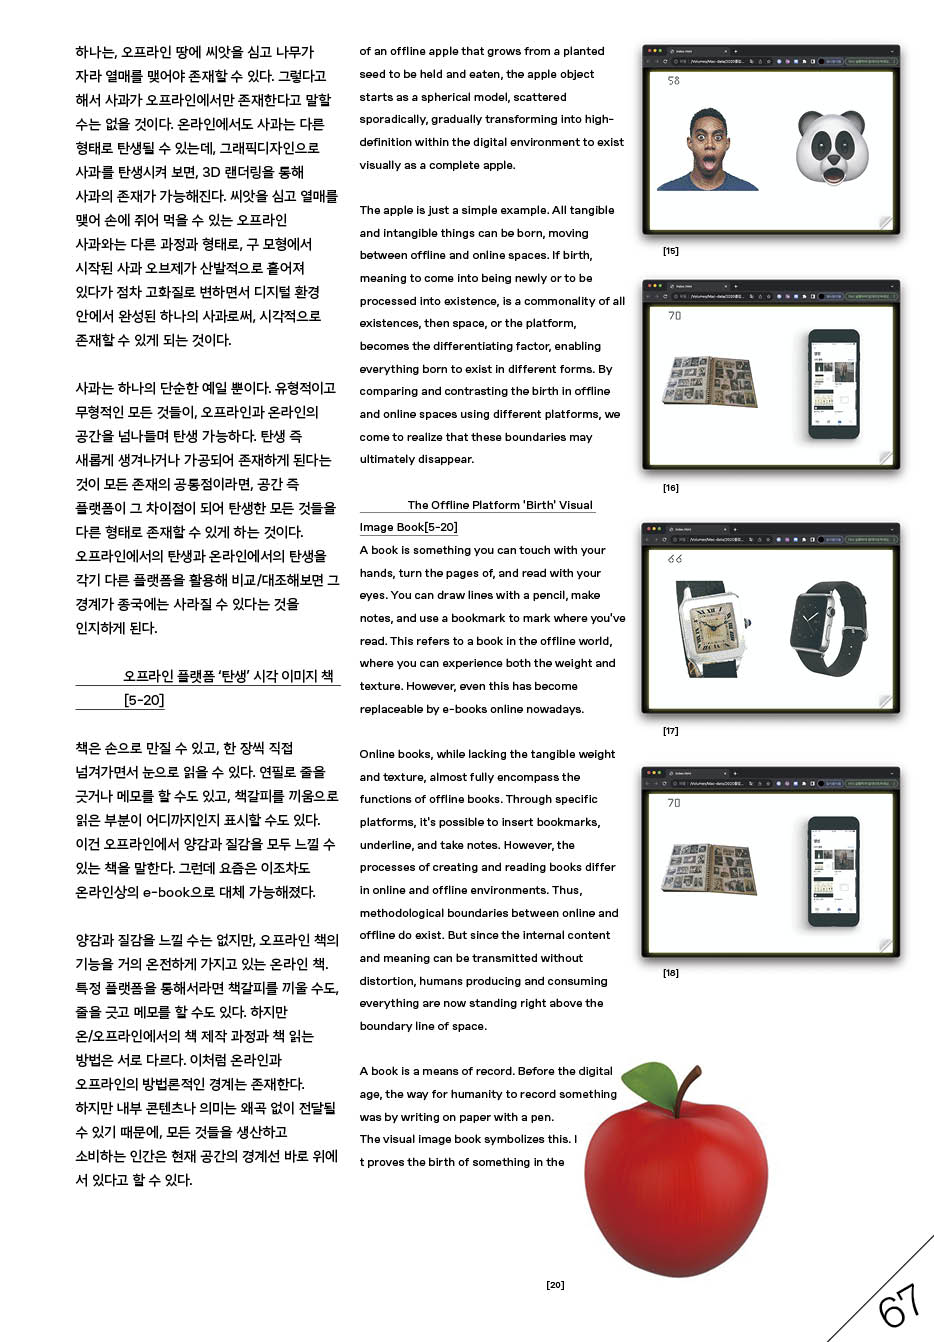 하나는, 오프라인 땅에 씨앗을 심고 나무가
자라 열매를 맺어야 존재할 수 있다. 그렇다고
해서 사과가 오프라인에서만 존재한다고 말할
수는 없을 것이다. 온라인에서도 사과는 다른
형태로 탄생될 수 있는데, 그래픽디자인으로
사과를 탄생시켜 보면, 3D 랜더링을 통해
사과의 존재가 가능해진다. 씨앗을 심고 열매를
맺어 손에 쥐어 먹을 수 있는 오프라인
사과와는 다른 과정과 형태로, 구 모형에서
시작된 사과 오브제가 산발적으로 흩어져
있다가 점차 고화질로 변하면서 디지털 환경
안에서 완성된 하나의 사과로써, 시각적으로
존재할 수 있게 되는 것이다.
사과는 하나의 단순한 예일 뿐이다. 유형적이고
무형적인 모든 것들이, 오프라인과 온라인의
공간을 넘나들며 탄생 가능하다. 탄생 즉
새롭게 생겨나거나 가공되어 존재하게 된다는
것이 모든 존재의 공통점이라면, 공간 즉
플랫폼이 그 차이점이 되어 탄생한 모든 것들을
다른 형태로 존재할 수 있게 하는 것이다.
오프라인에서의 탄생과 온라인에서의 탄생을
각기 다른 플랫폼을 활용해 비교/대조해보면 그
경계가 종국에는 사라질 수 있다는 것을
인지하게 된다.
오프라인 플랫폼 ‘탄생’ 시각 이미지 책
[5-20]
책은 손으로 만질 수 있고, 한 장씩 직접
넘겨가면서 눈으로 읽을 수 있다. 연필로 줄을
긋거나 메모를 할 수도 있고, 책갈피를 끼움으로
읽은 부분이 어디까지인지 표시할 수도 있다.
이건 오프라인에서 양감과 질감을 모두 느낄 수
있는 책을 말한다. 그런데 요즘은 이조차도
온라인상의 e-book으로 대체 가능해졌다.
양감과 질감을 느낄 수는 없지만, 오프라인 책의
기능을 거의 온전하게 가지고 있는 온라인 책.
특정 플랫폼을 통해서라면 책갈피를 끼울 수도,
줄을 긋고 메모를 할 수도 있다. 하지만
온/오프라인에서의 책 제작 과정과 책 읽는
방법은 서로 다르다. 이처럼 온라인과
오프라인의 방법론적인 경계는 존재한다.
하지만 내부 콘텐츠나 의미는 왜곡 없이 전달될
수 있기 때문에, 모든 것들을 생산하고
소비하는 인간은 현재 공간의 경계선 바로 위에
서 있다고 할 수 있다.
of an offline apple that grows from a planted
seed to be held and eaten, the apple object
starts as a spherical model, scattered
sporadically, gradually transforming into high-
definition within the digital environment to exist
visually as a complete apple.
The apple is just a simple example. All tangible
and intangible things can be born, moving
between offline and online spaces. If birth,
meaning to come into being newly or to be
processed into existence, is a commonality of all
existences, then space, or the platform,
becomes the differentiating factor, enabling
everything born to exist in different forms. By
comparing and contrasting the birth in offline
and online spaces using different platforms, we
come to realize that these boundaries may
ultimately disappear.
The Offline Platform 'Birth' Visual
Image Book[5-20]
A book is something you can touch with your
hands, turn the pages of, and read with your
eyes. You can draw lines with a pencil, make
notes, and use a bookmark to mark where you've
read. This refers to a book in the offline world,
where you can experience both the weight and
texture. However, even this has become
replaceable by e-books online nowadays.
Online books, while lacking the tangible weight
and texture, almost fully encompass the
functions of offline books. Through specific
platforms, it's possible to insert bookmarks,
underline, and take notes. However, the
processes of creating and reading books differ
in online and offline environments. Thus,
methodological boundaries between online and
offline do exist. But since the internal content
and meaning can be transmitted without
distortion, humans producing and consuming
everything are now standing right above the
boundary line of space.
A book is a means of record. Before the digital
age, the way for humanity to record something
was by writing on paper with a pen.
The visual image book symbolizes this. I
t proves the birth of something in the
58
[15]
70
[16]
66
[17]
70
[18]
[20]
67